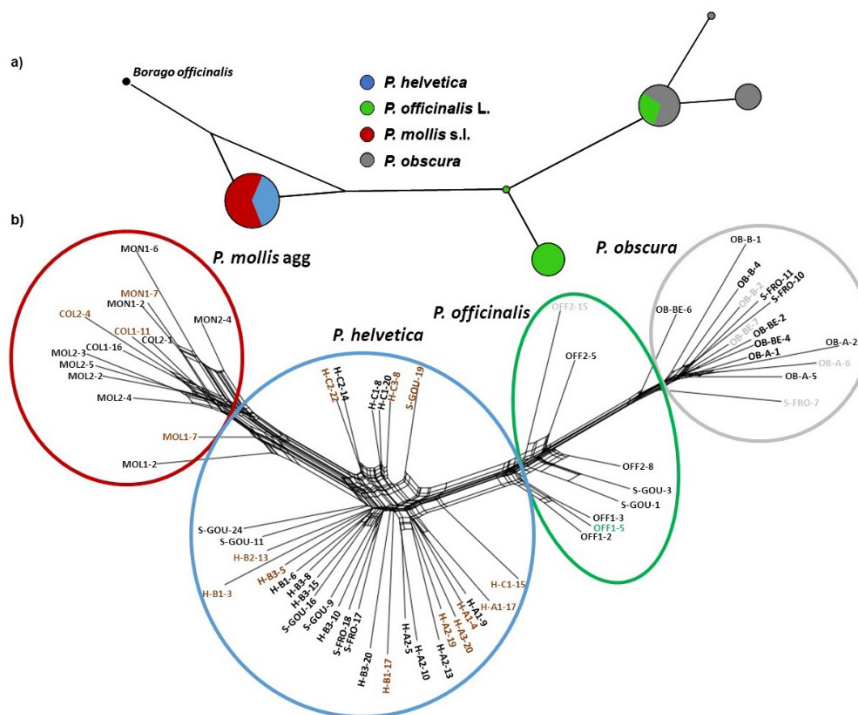 a)
Borago officinalis
P. helvetica
P. officinalis L.
P. mollis s.l.
P. obscura
b)
P. mollis agg
P. helvetica
P. officinalis
P. obscura
MON1-6
MON1-7
MON1-2
COL2-4
MON2-4
COL1-11
COL2-1
COL1-16
MOL2-3
MOL2-5
MOL2-2
MOL2-4
MOL1-7
MOL1-2
H-C2-14
H-C2-22
H-C1-8
H-C1-20
H-C3-8
S-GOU-19
S-GOU-24
S-GOU-11
H-B2-13
H-B1-3
H-B3-5
H-B1-6
H-B3-8
H-B3-15
S-GOU-16
S-GOU-9
H-B3-10
S-FRO-18
S-FRO-17
H-B3-20
H-B1-17
H-A2-5
H-A2-10
H-A2-13
H-A2-19
H-A3-20
H-A1-4
H-A1-9
H-A1-17
H-C1-15
OFF2-15
OFF2-5
OFF2-8
S-GOU-3
S-GOU-1
OFF1-3
OFF1-5
OFF1-2
OB-BE-6
OB-B-1
OB-B-4
OB-B-2
S-FRO-11
S-FRO-10
OB-BE-7
OB-BE-2
OB-BE-4
OB-A-1
OB-A-2
OB-A-6
OB-A-5
S-FRO-7